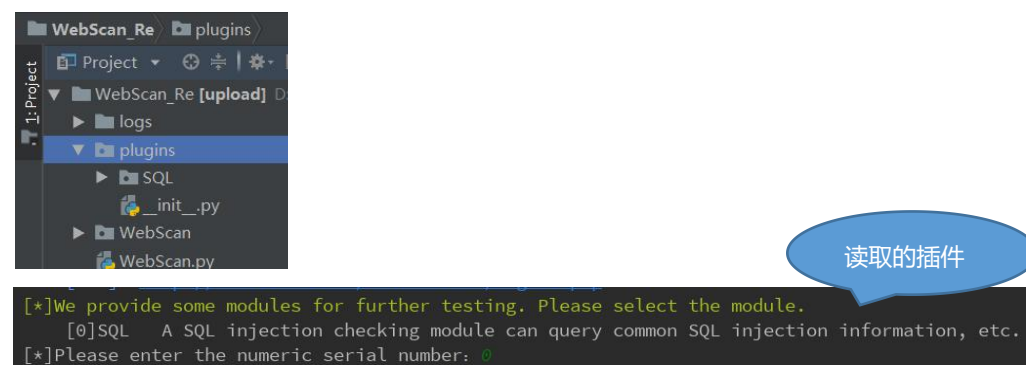 WebScan_Re plugins
1: Project
Project
WebScan_Re [upload] D:
logs
plugins
SQL
__init__.py
WebScan
WebScan.py
读取的插件
[*]We provide some modules for further testing. Please select the module.
[0]SQL A SQL injection checking module can query common SQL injection information, etc.
[*]Please enter the numeric serial number: 0